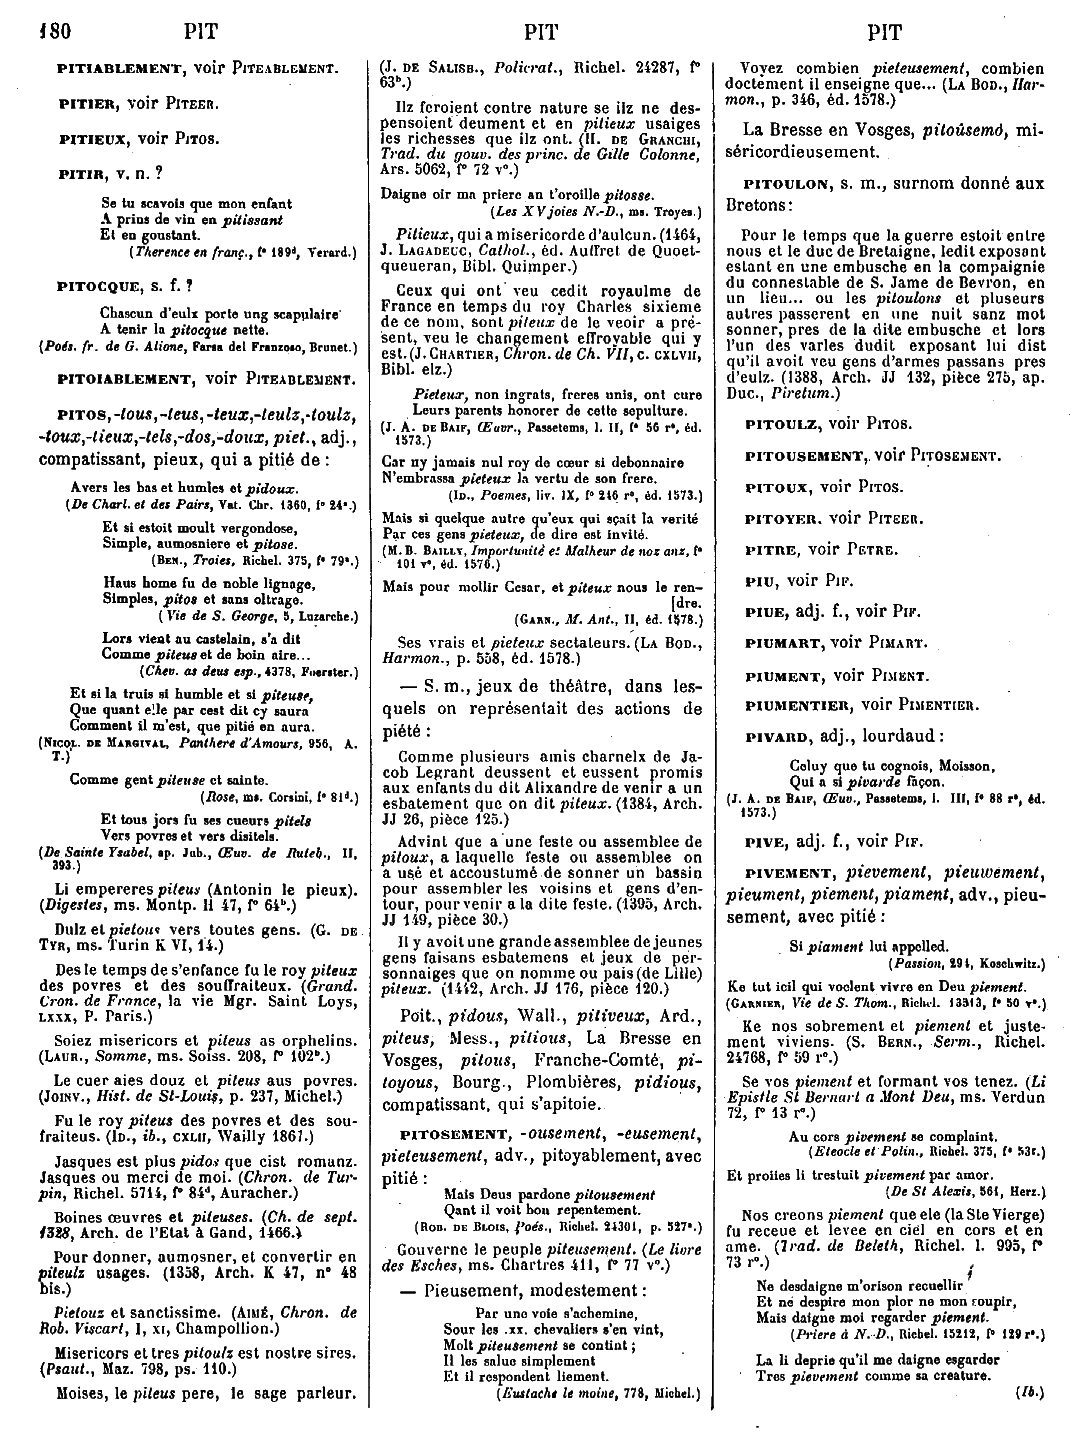 180 PIT PIT PIT
PITIABLEMENT, voir PITEABLEMENT.
PITIER, voir PITEER.
PITIEUX, voir PITOS.
PITIR, v. n. ?
Se tu scavois que mon enfant
A prins de vin en pitissant
Et en goustant.
(Therence en franç., f° 189d, Verard.)
PITOCQUE, s. f. ?
Chascun d'eulx porte ung scapulaire
A tenir la pitocque nette.
(Poés. fr. de G. Alione, Farsa del Franzoso, Brunet.)
PITOIABLEMENT, voir PITEABLEMENT.
PITOS, -tous, -teus, -teux, -teulz, -toulz,
-toux, -tieux, -tels, -dos, -doux, piet., adj.,
compatissant, pieux, qui a pitié de :
Avers les bas et humles et pidoux.
(De Charl. et des Pairs, Vat. Chr. 1360, f° 24ª.)
Et si estoit moult vergondose,
Simple, aumosniere et pitose.
(BEN., Troies, Richel. 375, f° 79ª.)
Haus home fu de noble lignage,
Simples, pitos et sans oltrage.
(Vie de S. George, 5, Luzarche.)
Lors vient au castelain, s'a dit
Comme piteus et de boin aire...
(Chev. as deus esp., 4378, Foerster.)
Et si la truis si humble et si piteuse,
Que quant elle par cest dit cy saura
Comment il m'est, que pitié en aura.
(NICOL. DE MARGIVAL, Panthere d'Amours, 956, A.
T.)
Comme gent piteuse et sainte.
(Rose, ms. Corsini, f° 81d.)
Et tous jors fu ses cueurs pitels
Vers povres et vers disitels.
(De Sainte Ysabel, ap. Jub., Œuv. de Ruteb., II,
393.)
Li empereres piteus (Antonin le pieux).
(Digestes, ms. Montp. H 47, f° 64b.)
Dulz et pietous vers toutes gens. (G. DE
TYR, ms. Turin K VI, 14.)
Des le temps de s'enfance fu le roy piteux
des povres et des souffraiteux. (Grand.
Cron. de France, la vie Mgr. Saint Loys,
LXXX, P. Paris.)
Soiez misericors et piteus as orphelins.
(LAUR., Somme, ms. Soiss. 208, f° 102b.)
Le cuer aies douz et piteus aus povres.
(JOINV., Hist. de St-Louis, p. 237, Michel.)
Fu le roy piteus des povres et des sou-
fraiteus. (ID., ib., CXLII, Wailly 1867.)
Jasques est plus pidos que cist romanz.
Jasques ou merci de moi. (Chron. de Tur-
pin, Richel. 5714, f° 84d, Auracher.)
Boines œuvres et piteuses. (Ch. de sept.
1328, Arch. de l'Etat à Gand, 1466.)
Pour donner, aumosner, et convertir en
piteulz usages. (1358, Arch. K 47, n° 48
bis.)
Pietouz et sanctissime. (AIMÉ, Chron. de
Rob. Viscart, I, XI, Champollion.)
Misericors et tres pitoulz est nostre sires.
(Psaut., Maz. 798, ps. 110.)
Moises, le piteus pere, le sage parleur.
(J. DE SALISB., Policrat., Richel. 24287, f°
63b.)
Ilz feroient contre nature se ilz ne des-
pensoient deument et en pitieux usaiges
les richesses que ilz ont. (H. DE GRANCHI,
Trad. du gouv. des princ. de Gille Colonne,
Ars. 5062, f° 72 v°.)
Daigne oir ma priere an t'oroille pitosse.
(Les XV joies N.-D., ms. Troyes.)
Pitieux, qui a misericorde d'aulcun. (1464,
J. LAGADEUC, Cathol., éd. Auffret de Quoet-
queueran, Bibl. Quimper.)
Ceux qui ont veu cedit royaulme de
France en temps du roy Charles sixieme
de ce nom, sont piteux de le veoir a pré-
sent, veu le changement effroyable qui y
est. (J. CHARTIER, Chron. de Ch. VII, c. CXLVII,
Bibl. elz.)
Pieteux, non ingrats, freres unis, ont cure
Leurs parents honorer de cette sepulture.
(J. A. DE BAIF, Œuvr., Passetems, l. II, f° 56 r°, éd.
1573.)
Car ny jamais nul roy de cœur si debonnaire
N'embrassa pieteux la vertu de son frere.
(ID., Poemes, liv. IX, f° 246 r°, éd. 1573.)
Mais si quelque autre qu'eux qui sçait la verité
Par ces gens pieteux, de dire est invité.
(M. B. BAILLY, Importunité et Malheur de noz anz, f°
101 v°, éd. 1576.)
Mais pour mollir Cesar, et piteux nous le ren-
[dre.
(GARN., M. Ant., II, éd. 1578.)
Ses vrais et pieteux sectateurs. (LA BOD.,
Harmon., p. 558, éd. 1578.)
— S. m., jeux de théâtre, dans les-
quels on représentait des actions de
piété :
Comme plusieurs amis charnelx de Ja-
cob Legrant deussent et eussent promis
aux enfants du dit Alixandre de venir a un
esbatement que on dit piteux. (1384, Arch.
JJ 26, pièce 125.)
Advint que a une feste ou assemblee de
pitoux, a laquelle feste ou assemblee on
a usé et accoustumé de sonner un bassin
pour assembler les voisins et gens d'en-
tour, pour venir a la dite feste. (1395, Arch.
JJ 149, pièce 30.)
Il y avoit une grande assemblee de jeunes
gens faisans esbatemens et jeux de per-
sonnaiges que on nomme ou pais (de Lille)
piteux. (1442, Arch. JJ 176, pièce 120.)
Poit., pidous, Wall., pitiveux, Ard.,
piteus, Mess., pitious, La Bresse en
Vosges, pitous, Franche-Comté, pi-
toyous, Bourg., Plombières, pidious,
compatissant, qui s'apitoie.
PITOSEMENT, -ousement, -eusement,
pieteusement, adv., pitoyablement, avec
pitié :
Mais Deus pardone pitousement
Qant il voit bon repentement.
(ROB. DE BLOIS, Poés., Richel. 24301, p. 527ª.)
Gouverne le peuple piteusement. (Le livre
des Esches, ms. Chartres 411, f° 77 v°.)
— Pieusement, modestement :
Par une voie s'achemine,
Sour les .xx. chevaliers s'en vint,
Molt piteusement se contint ;
Il les salue simplement
Et il respondent liement.
(Eustache le moine, 778, Michel.)
Voyez combien pieteusement, combien
doctement il enseigne que... (LA BOD., Har-
mon., p. 346, éd. 1578.)
La Bresse en Vosges, pitoûsemô, mi-
séricordieusement.
PITOULON, s. m., surnom donné aux
Bretons :
Pour le temps que la guerre estoit entre
nous et le duc de Bretaigne, ledit exposant
estant en une embusche en la compaignie
du connestable de S. Jame de Bevron, en
un lieu... ou les pitoulons et pluseurs
autres passerent en une nuit sanz mot
sonner, pres de la dite embusche et lors
l'un des varles dudit exposant lui dist
qu'il avoit veu gens d'armes passans pres
d'eulz. (1388, Arch. JJ 132, pièce 275, ap.
Duc., Piretum.)
PITOULZ, voir PITOS.
PITOUSEMENT, voir PITOSEMENT.
PITOUX, voir PITOS.
PITOYER. voir PITEER.
PITRE, voir PETRE.
PIU, voir PIF.
PIUE, adj. f., voir PIF.
PIUMART, voir PIMART.
PIUMENT, voir PIMENT.
PIUMENTIER, voir PIMENTIER.
PIVARD, adj., lourdaud :
Celuy que tu cognois, Moisson,
Qui a si pivarde façon.
(J. A. DE BAIF, Œuv., Passetems, l. III, f° 88 r°, éd.
1573.)
PIVE, adj. f., voir PIF.
PIVEMENT, pievement, pieuwement,
pieument, piement, piament, adv., pieu-
sement, avec pitié :
Si piament lui appelled.
(Passion, 294, Koschwitz.)
Ke tut icil qui voelent vivre en Deu piement.
(GARNIER, Vie de S. Thom., Richel. 13513, f° 50 v°.)
Ke nos sobrement et piement et juste-
ment viviens. (S. BERN., Serm., Richel.
24768, f° 59 r°.)
Se vos piement et formant vos tenez. (Li
Epistle St Bernart a Mont Deu, ms. Verdun
72, f° 13 r°.)
Au cors pivement se complaint.
(Eteocle et Polin., Richel. 375, f° 53r.)
Et proiies li trestuit pivement par amor.
(De St Alexis, 561, Herz.)
Nos creons piement que ele (la Ste Vierge)
fu receue et levee en ciel en cors et en
ame. (Trad. de Beleth, Richel. l. 995, f°
73 r°.)
Ne desdaigne m'orison recueillir
Et ne despire mon plor ne mon soupir,
Mais daigne moi regarder piement.
(Priere à N.-D., Richel. 15212, f° 129 r°.)
La li deprie qu'il me daigne esgarder
Tres pievement comme sa creature.
(Ib.)